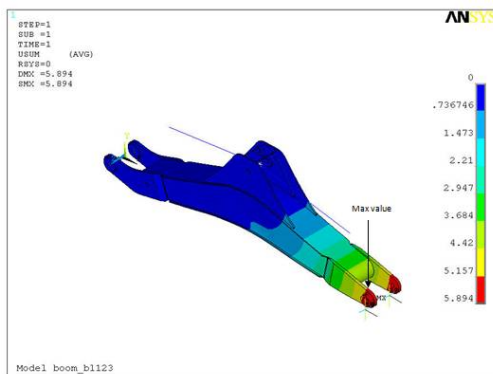 1
ANSYS
STEP=1
SUB =1
TIME=1
USUM (AVG)
RSYS=0
DMX =5.894
SMX =5.894
0
.736746
1.473
2.21
2.947
3.684
4.42
5.157
5.894
Max value
MX
Model boom_b1123